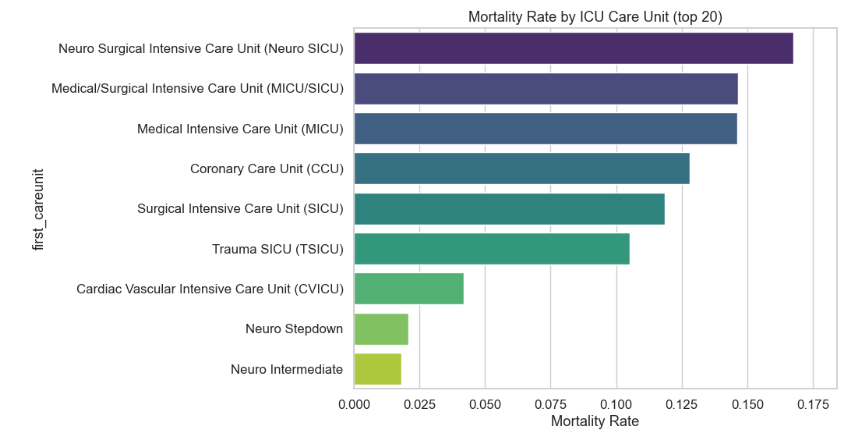 Mortality Rate by ICU Care Unit (top 20)
first_careunit
Neuro Surgical Intensive Care Unit (Neuro SICU)
Medical/Surgical Intensive Care Unit (MICU/SICU)
Medical Intensive Care Unit (MICU)
Coronary Care Unit (CCU)
Surgical Intensive Care Unit (SICU)
Trauma SICU (TSICU)
Cardiac Vascular Intensive Care Unit (CVICU)
Neuro Stepdown
Neuro Intermediate
0.000 0.025 0.050 0.075 0.100 0.125 0.150 0.175
Mortality Rate